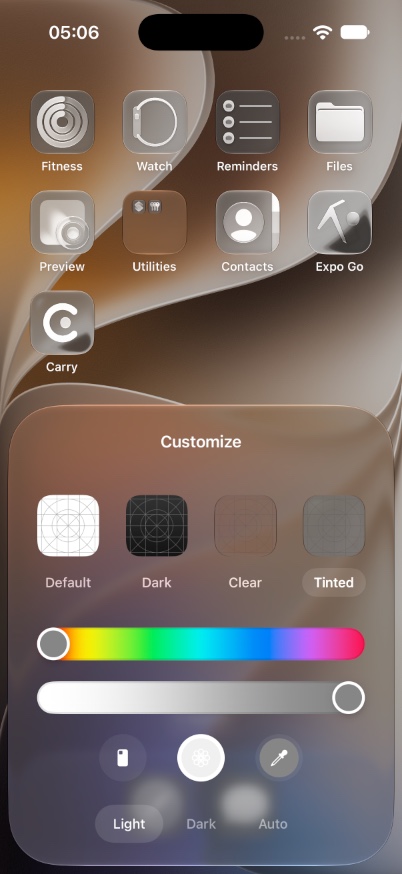 05:06
Fitness Watch Reminders Files
Preview Utilities Contacts Expo Go
Carry
Customize
Default Dark Clear Tinted
Light Dark Auto